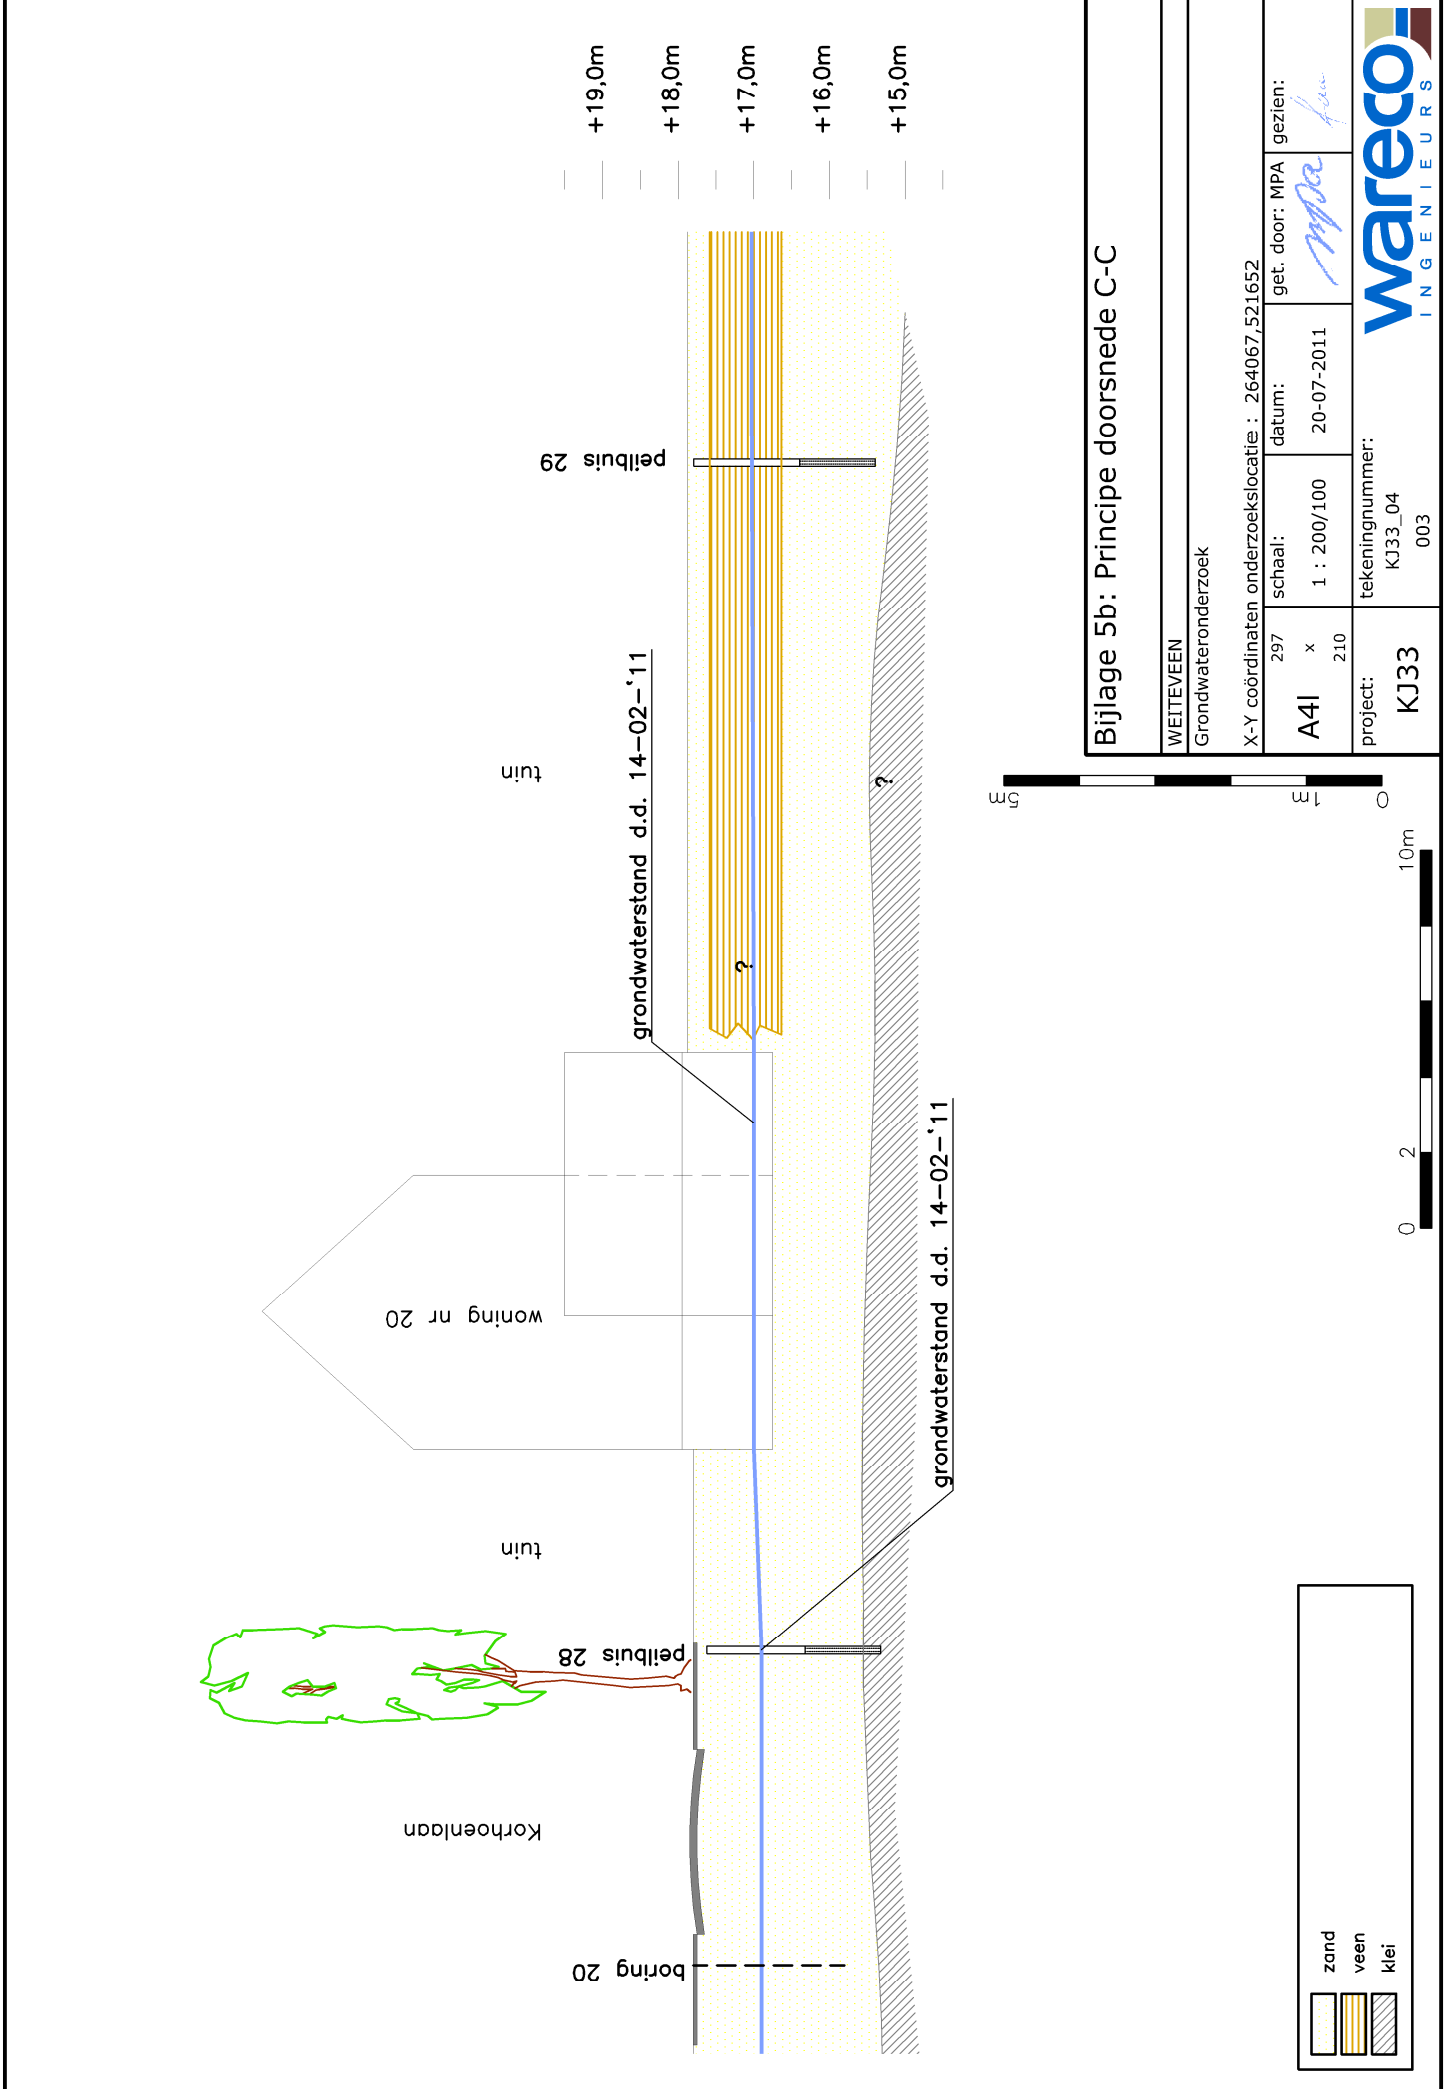 +19,0m
+18,0m
+17,0m
+16,0m
+15,0m
peilbuis 29
tuin
grondwaterstand d.d. 14-02-'11
?
?
woning nr 20
grondwaterstand d.d. 14-02-'11
tuin
peilbuis 28
Korhoenlaan
boring 20
zand
veen
klei
5m
1m
0
0
2
10m
Bijlage 5b: Principe doorsnede C-C
WEITEVEEN
Grondwateronderzoek
X-Y coördinaten onderzoekslocatie : 264067,521652
A4l
297
x
210
schaal:
1 : 200/100
datum:
20-07-2011
get. door: MPA
mpa
gezien:
project:
KJ33
tekeningnummer:
KJ33_04
003
wareco
INGENIEURS